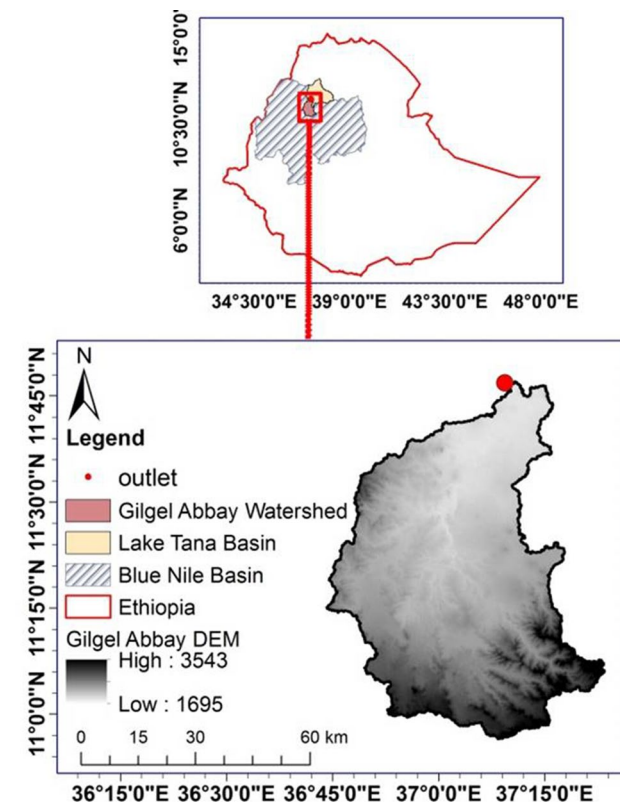 15°0'0
10°30'0"N
6°0'0"N
34°30'0"E 39°0'0"E 43°30'0"E 48°0'0"E
N
Legend
outlet
Gilgel Abbay Watershed
Lake Tana Basin
Blue Nile Basin
Ethiopia
Gilgel Abbay DEM
High : 3543
Low : 1695
0 15 30 60 km
11°45'0"N
11°30'0"N
11°15'0"N
11°0'0"N
36°15'0"E 36°30'0"E 36°45'0"E 37°0'0"E 37°15'0"E